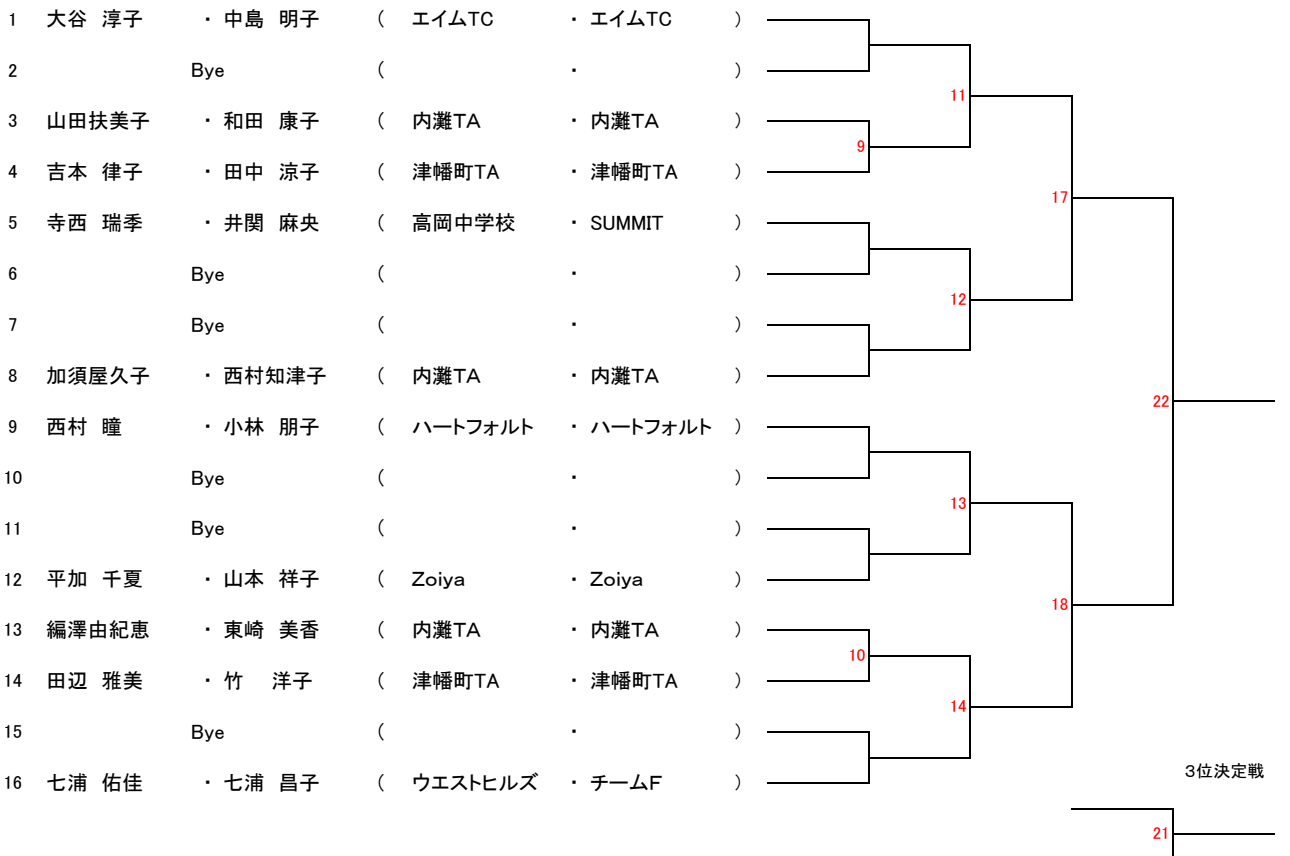 1 大谷 淳子 ・ 中島 明子 ( エイムTC ・ エイムTC )
2 Bye ( ・ )
11
3 山田扶美子 ・ 和田 康子 ( 内灘TA ・ 内灘TA )
9
4 吉本 律子 ・ 田中 涼子 ( 津幡町TA ・ 津幡町TA )
17
5 寺西 瑞季 ・ 井関 麻央 ( 高岡中学校 ・ SUMMIT )
6 Bye ( ・ )
12
7 Bye ( ・ )
8 加須屋久子 ・ 西村知津子 ( 内灘TA ・ 内灘TA )
22
9 西村 瞳 ・ 小林 朋子 ( ハートフォルト ・ ハートフォルト )
10 Bye ( ・ )
13
11 Bye ( ・ )
12 平加 千夏 ・ 山本 祥子 ( Zoiya ・ Zoiya )
18
13 編澤由紀恵 ・ 東崎 美香 ( 内灘TA ・ 内灘TA )
10
14 田辺 雅美 ・ 竹 洋子 ( 津幡町TA ・ 津幡町TA )
14
15 Bye ( ・ )
3位決定戦
16 七浦 佑佳 ・ 七浦 昌子 ( ウエストヒルズ ・ チームF )
21